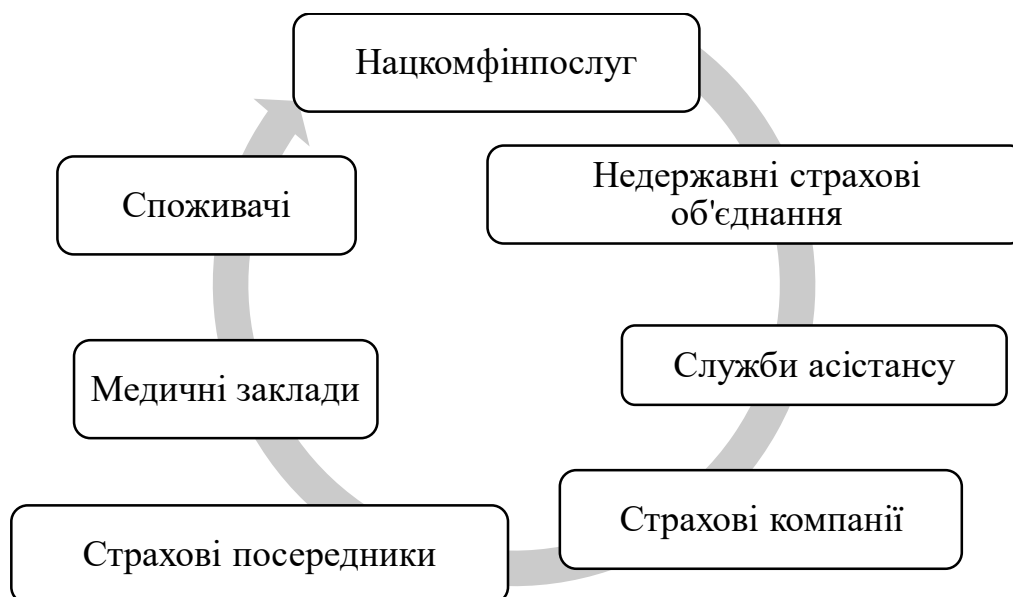 Нацкомфінпослуг
Недержавні страхові
об'єднання
Служби асістансу
Страхові компанії
Страхові посередники
Медичні заклади
Споживачі